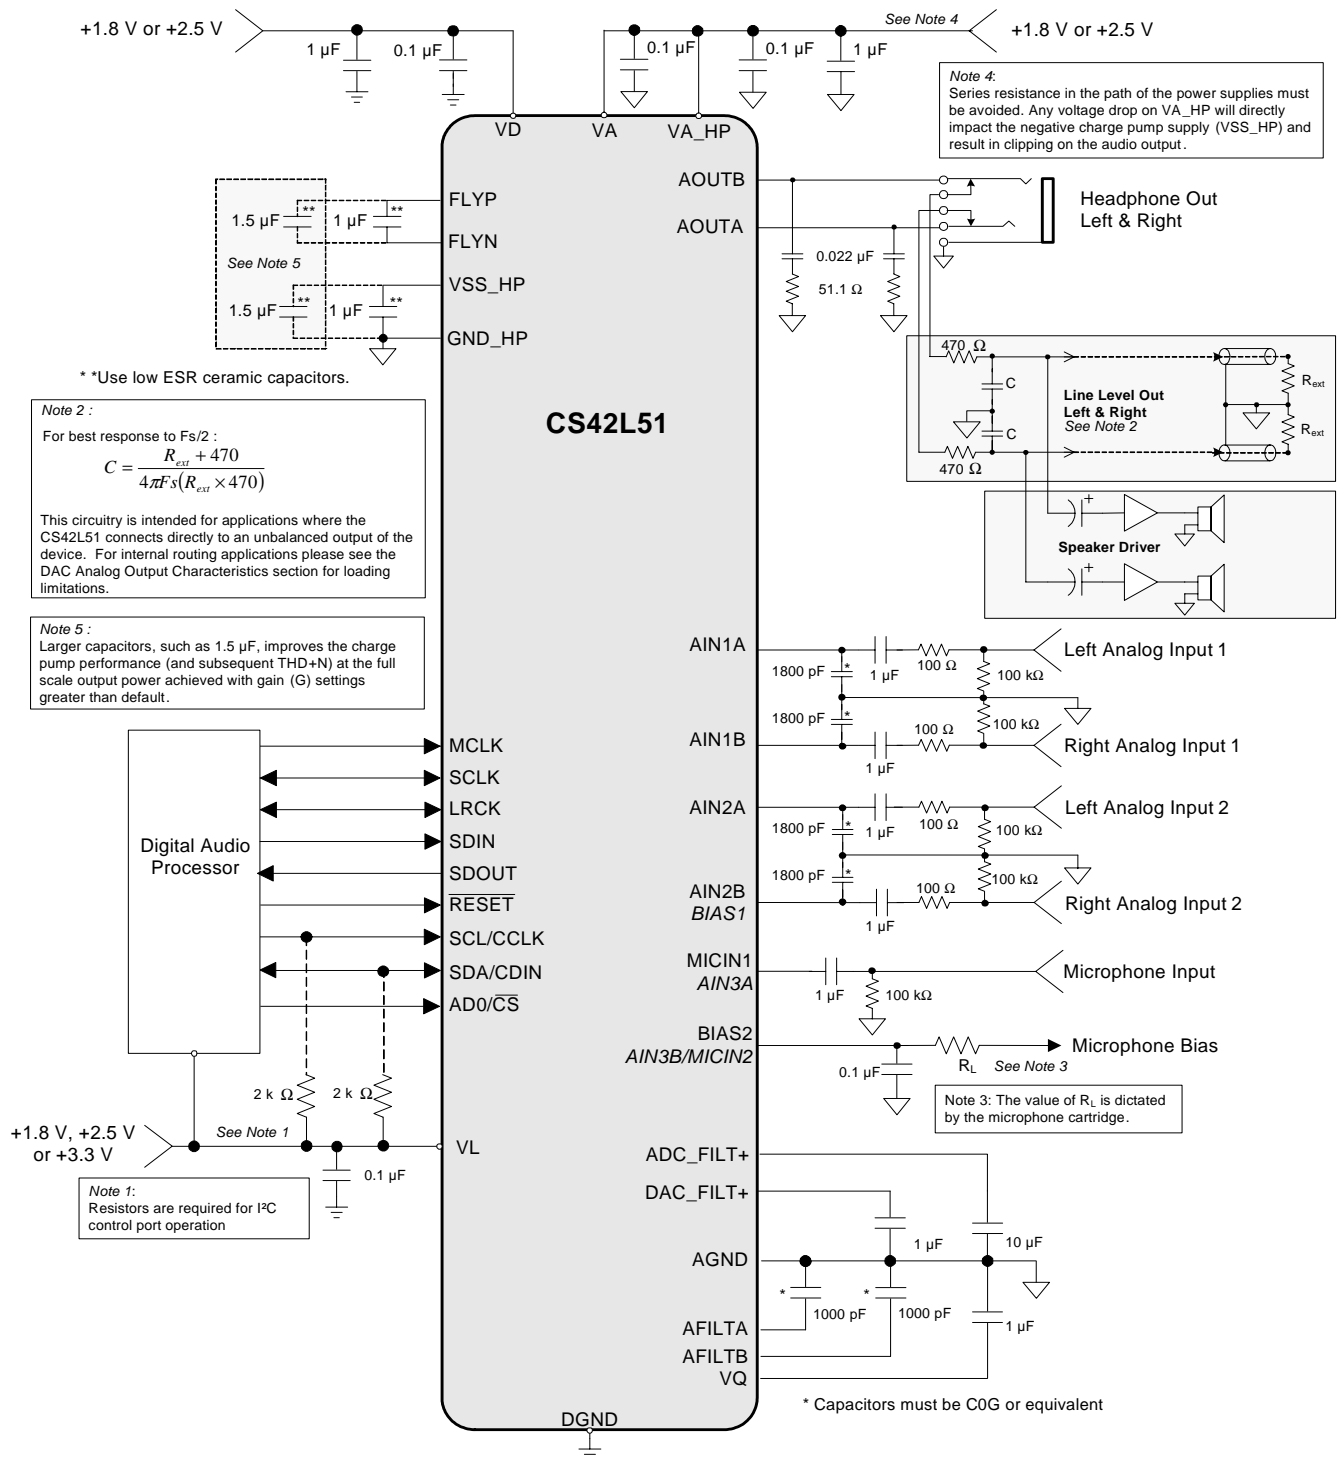 +1.8 V or +2.5 V
1 µF
0.1 µF
0.1 µF
0.1 µF
1 µF
See Note 4
+1.8 V or +2.5 V
Note 4:
Series resistance in the path of the power supplies must
be avoided. Any voltage drop on VA_HP will directly
impact the negative charge pump supply (VSS_HP) and
result in clipping on the audio output.
VD
VA
VA_HP
FLYP
FLYN
VSS_HP
GND_HP
1.5 µF
**
1 µF
**
See Note 5
1.5 µF
**
1 µF
**
* *Use low ESR ceramic capacitors.
AOUTB
AOUTA
Headphone Out
Left & Right
0.022 µF
51.1 Ω
470 Ω
C
C
470 Ω
Line Level Out
Left & Right
See Note 2
Rext
Rext
Speaker Driver
+
+
CS42L51
Note 2 :
For best response to Fs/2 :
C = (Rext + 470) / (4πFs(Rext × 470))
This circuitry is intended for applications where the
CS42L51 connects directly to an unbalanced output of the
device. For internal routing applications please see the
DAC Analog Output Characteristics section for loading
limitations.
Note 5 :
Larger capacitors, such as 1.5 µF, improves the charge
pump performance (and subsequent THD+N) at the full
scale output power achieved with gain (G) settings
greater than default.
AIN1A
1800 pF
*
1 µF
100 Ω
100 kΩ
Left Analog Input 1
AIN1B
1800 pF
*
1 µF
100 Ω
100 kΩ
Right Analog Input 1
AIN2A
1800 pF
*
1 µF
100 Ω
100 kΩ
Left Analog Input 2
AIN2B
BIAS1
1800 pF
*
1 µF
100 Ω
100 kΩ
Right Analog Input 2
MICIN1
AIN3A
1 µF
100 kΩ
Microphone Input
BIAS2
AIN3B/MICIN2
0.1 µF
RL
See Note 3
Microphone Bias
Note 3: The value of RL is dictated
by the microphone cartridge.
Digital Audio
Processor
MCLK
SCLK
LRCK
SDIN
SDOUT
RESET
SCL/CCLK
SDA/CDIN
AD0/CS
2 k Ω
2 k Ω
+1.8 V, +2.5 V
or +3.3 V
See Note 1
VL
0.1 µF
Note 1:
Resistors are required for I²C
control port operation
ADC_FILT+
DAC_FILT+
1 µF
10 µF
AGND
*
1000 pF
*
1000 pF
1 µF
AFILTA
AFILTB
VQ
* Capacitors must be C0G or equivalent
DGND